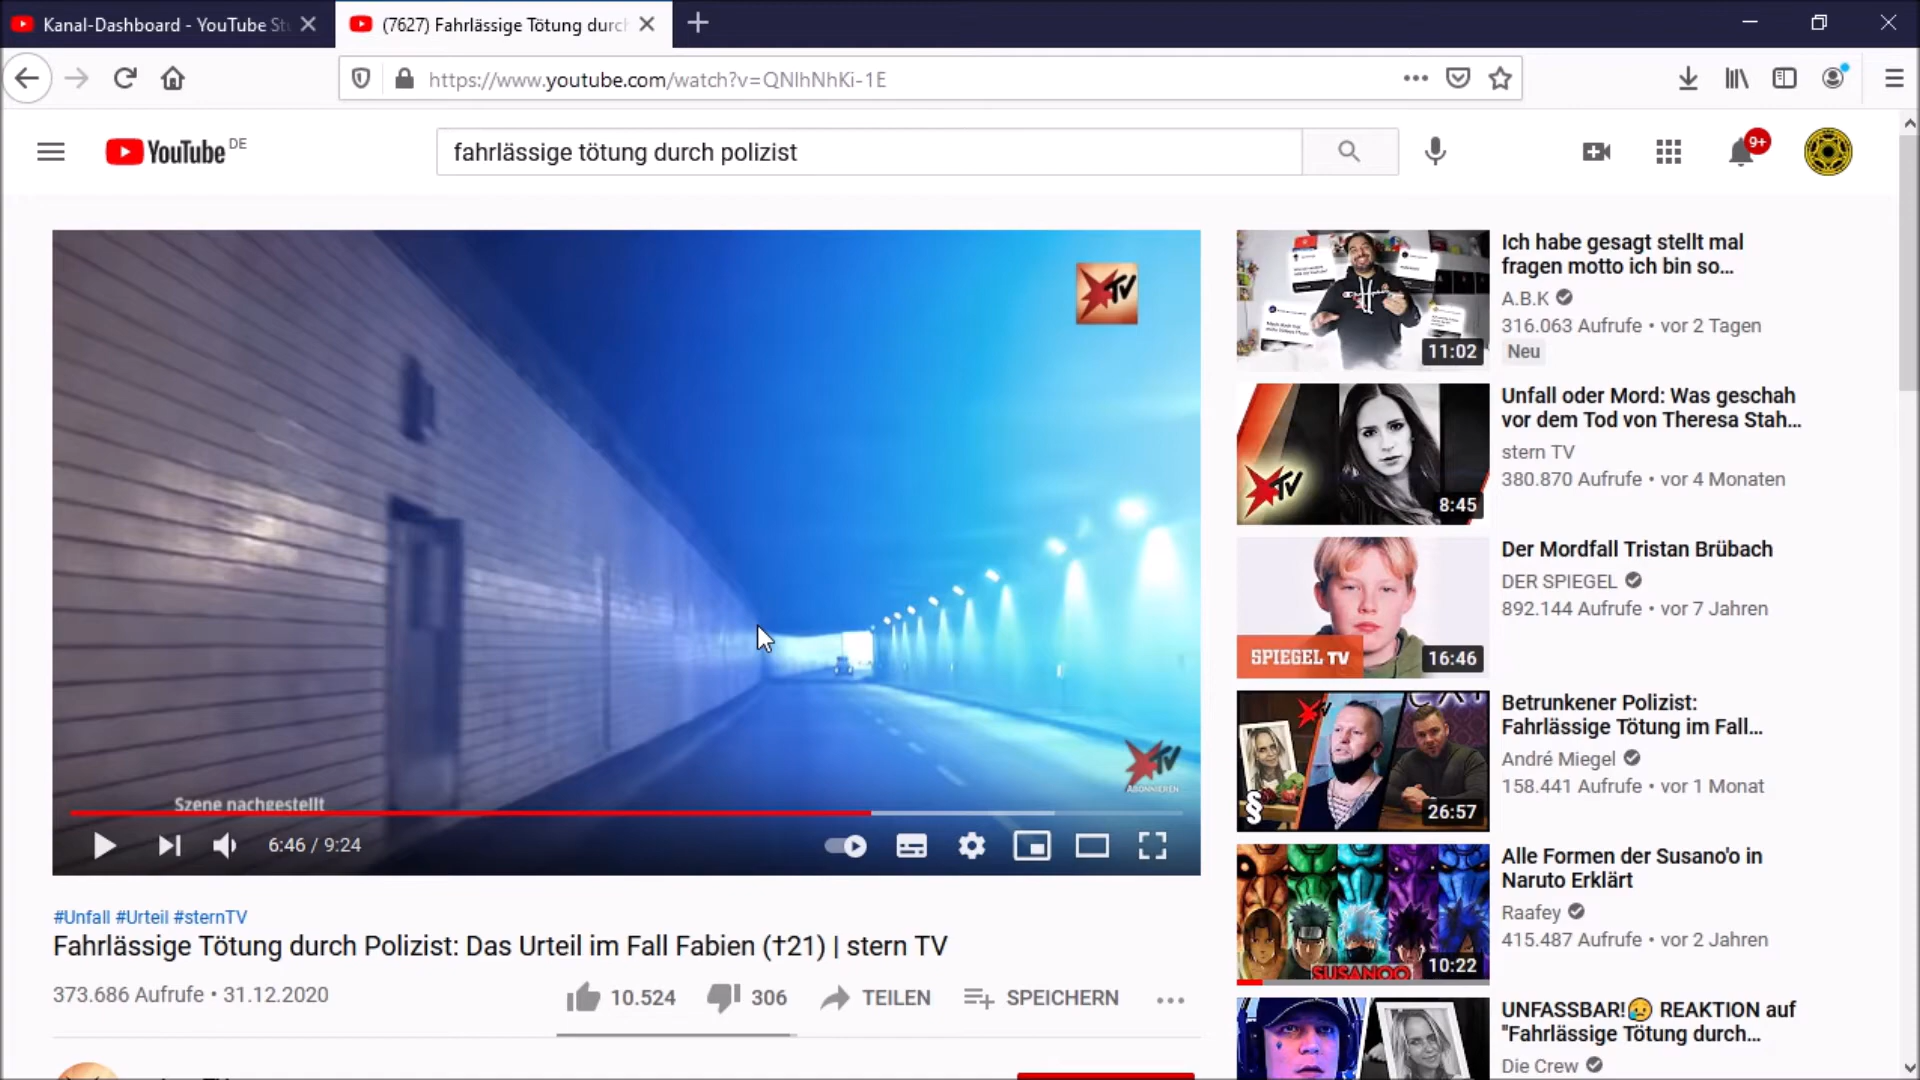 Kanal-Dashboard - YouTube St
(7627) Fahrlässige Tötung durch
https://www.youtube.com/watch?v=QNlhNhKi-1E
YouTube DE
fahrlässige tötung durch polizist
9+
TV
TV
ABONNIEREN
Szene nachgestellt
6:46 / 9:24
#Unfall #Urteil #sternTV
Fahrlässige Tötung durch Polizist: Das Urteil im Fall Fabien (†21) | stern TV
373.686 Aufrufe • 31.12.2020
10.524
306
TEILEN
SPEICHERN
11:02
Ich habe gesagt stellt mal
fragen motto ich bin so...
A.B.K
316.063 Aufrufe • vor 2 Tagen
Neu
TV
8:45
Unfall oder Mord: Was geschah
vor dem Tod von Theresa Stah...
stern TV
380.870 Aufrufe • vor 4 Monaten
SPIEGEL TV
16:46
Der Mordfall Tristan Brübach
DER SPIEGEL
892.144 Aufrufe • vor 7 Jahren
§
26:57
Betrunkener Polizist:
Fahrlässige Tötung im Fall...
André Miegel
158.441 Aufrufe • vor 1 Monat
SUSANOO
10:22
Alle Formen der Susano'o in
Naruto Erklärt
Raafey
415.487 Aufrufe • vor 2 Jahren
UNFASSBAR!😥 REAKTION auf
"Fahrlässige Tötung durch...
Die Crew